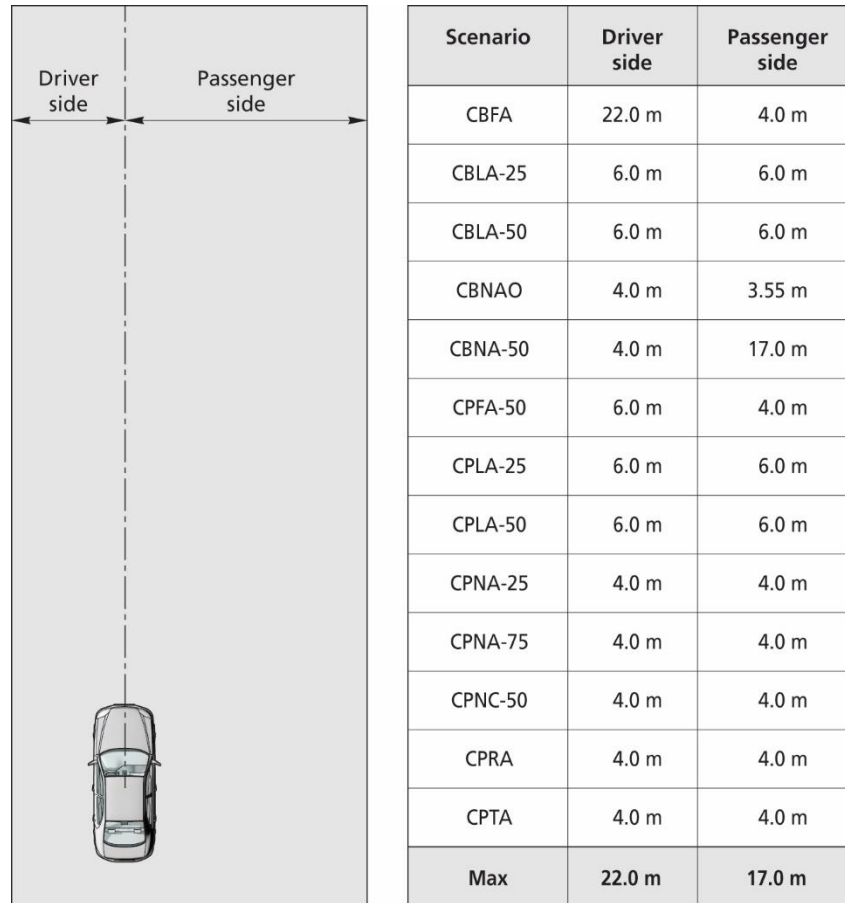 Driver
side
Passenger
side
Scenario Driver side Passenger side
CBFA 22.0 m 4.0 m
CBLA-25 6.0 m 6.0 m
CBLA-50 6.0 m 6.0 m
CBNAO 4.0 m 3.55 m
CBNA-50 4.0 m 17.0 m
CPFA-50 6.0 m 4.0 m
CPLA-25 6.0 m 6.0 m
CPLA-50 6.0 m 6.0 m
CPNA-25 4.0 m 4.0 m
CPNA-75 4.0 m 4.0 m
CPNC-50 4.0 m 4.0 m
CPRA 4.0 m 4.0 m
CPTA 4.0 m 4.0 m
Max 22.0 m 17.0 m